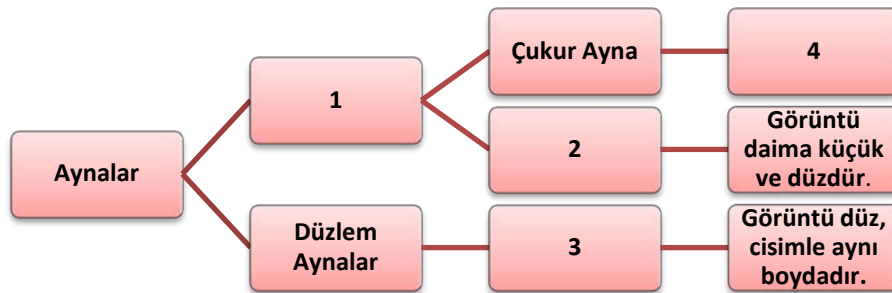 Aynalar
1
Düzlem
Aynalar
Çukur Ayna
2
3
4
Görüntü
daima küçük
ve düzdür.
Görüntü düz,
cisimle aynı
boydadır.